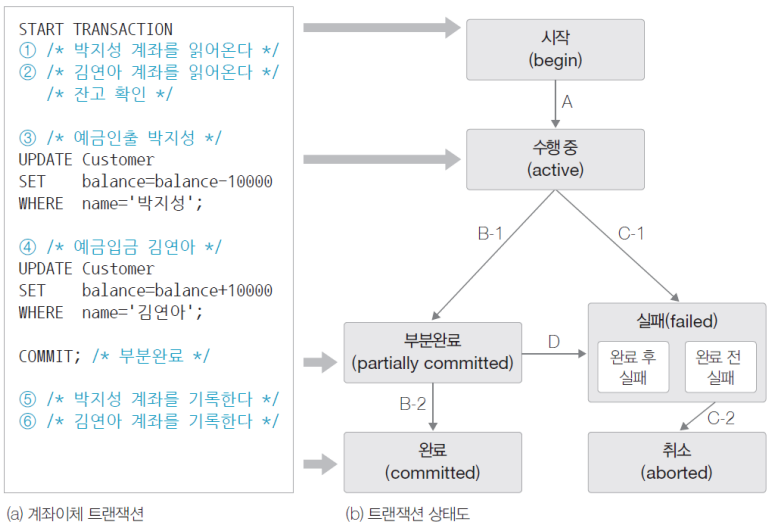 START TRANSACTION
① /* 박지성 계좌를 읽어온다 */
② /* 김연아 계좌를 읽어온다 */
/* 잔고 확인 */
③ /* 예금인출 박지성 */
UPDATE Customer
SET balance=balance-10000
WHERE name='박지성';
④ /* 예금입금 김연아 */
UPDATE Customer
SET balance=balance+10000
WHERE name='김연아';
COMMIT; /* 부분완료 */
⑤ /* 박지성 계좌를 기록한다 */
⑥ /* 김연아 계좌를 기록한다 */
(a) 계좌이체 트랜잭션
시작
(begin)
A
수행 중
(active)
B-1
C-1
부분완료
(partially committed)
D
실패(failed)
완료 후
실패
완료 전
실패
B-2
C-2
완료
(committed)
취소
(aborted)
(b) 트랜잭션 상태도